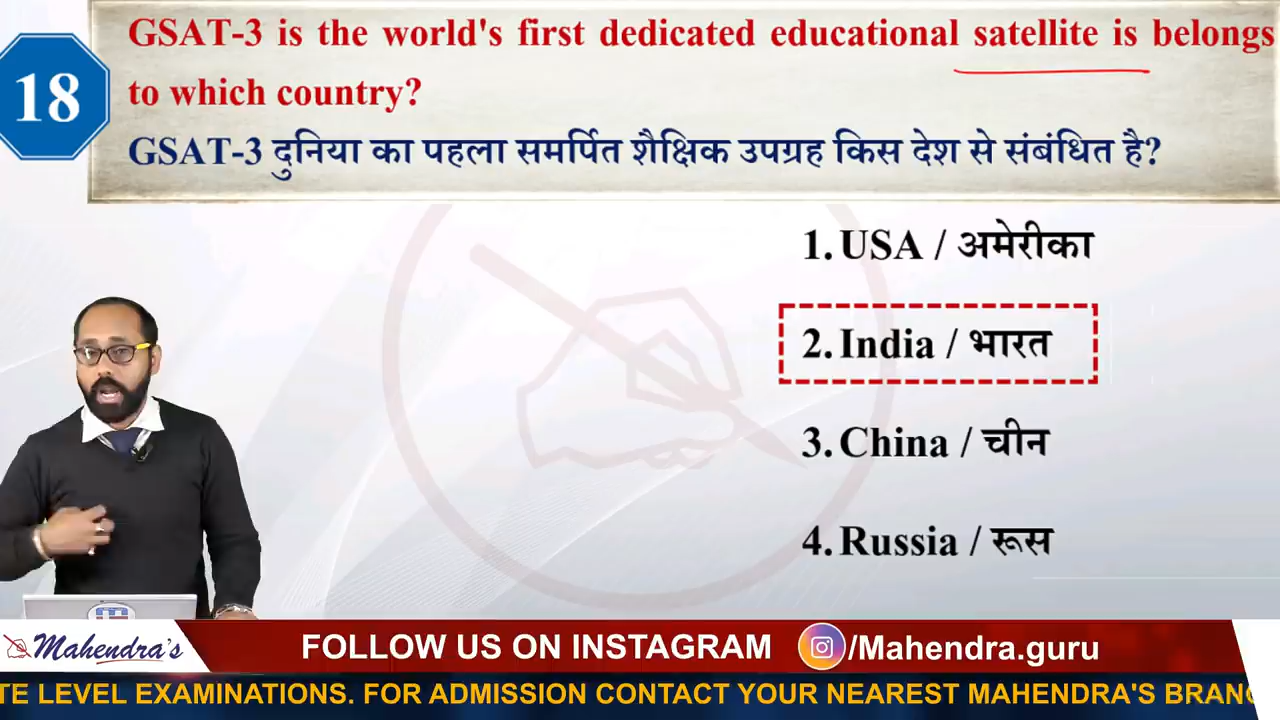 GSAT-3 is the world's first dedicated educational satellite is belongs
to which country?
GSAT-3 दुनिया का पहला समर्पित शैक्षिक उपग्रह किस देश से संबंधित है?
18
1. USA / अमेरीका
2. India / भारत
3. China / चीन
4. Russia / रूस
Mahendra's
FOLLOW US ON INSTAGRAM /Mahendra.guru
TE LEVEL EXAMINATIONS. FOR ADMISSION CONTACT YOUR NEAREST MAHENDRA'S BRANC